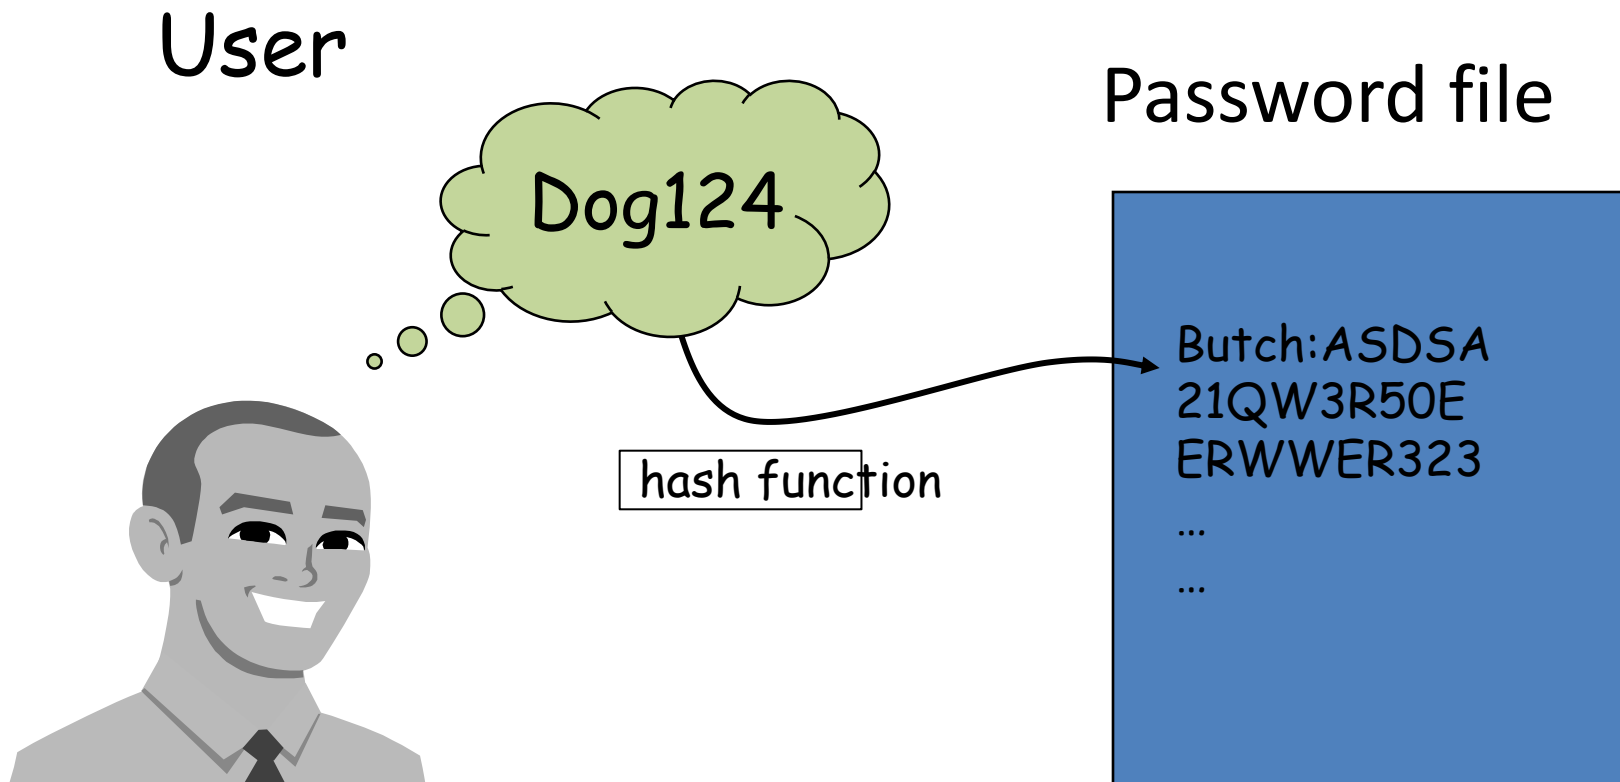 User
Password file
Dog124
Butch:ASDSA
21QW3R50E
ERWWER323
...
...
hash function